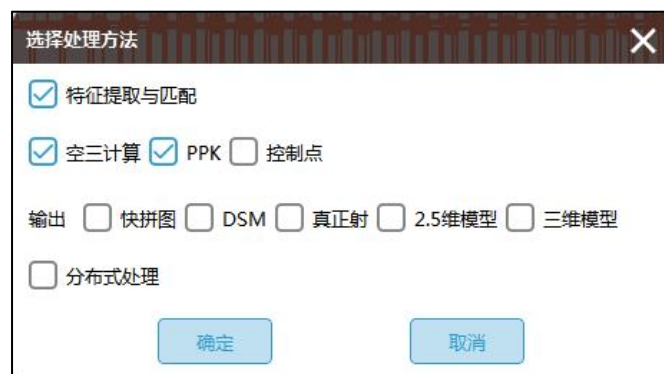 选择处理方法
特征提取与匹配
空三计算 PPK 控制点
输出 快拼图 DSM 真正射 2.5维模型 三维模型
分布式处理
确定 取消